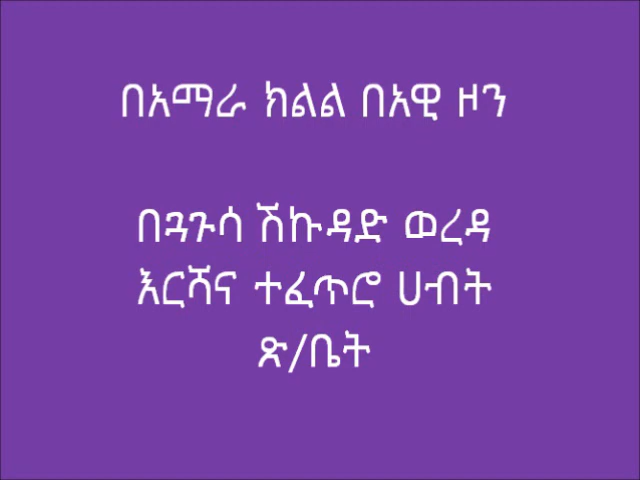 በአማራ ክልል በአዊ ዞን
በጓጉሳ ሽኩዳድ ወረዳ
እርሻና ተፈጥሮ ሀብት
ጽ/ቤት